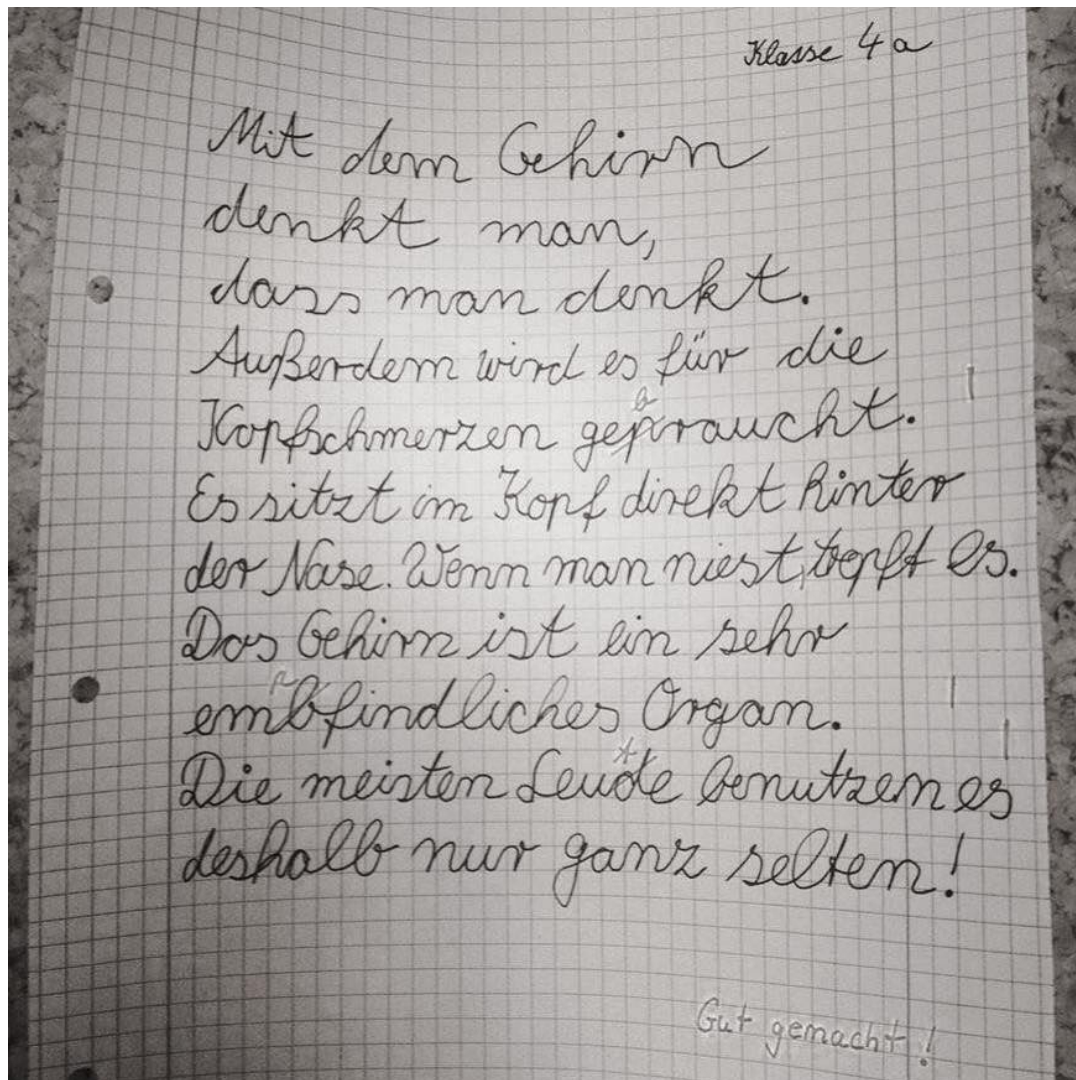 Klasse 4a
Mit dem Gehirn
denkt man,
dass man denkt.
Außerdem wird es für die
b
Kopfschmerzen gepraucht.
Es sitzt im Kopf direkt hinter
der Nase. Wenn man niest, tropft es.
Das Gehirn ist ein sehr
p
embfindliches Organ.
t
Die meisten Leude benutzen es
deshalb nur ganz selten!
Gut gemacht!